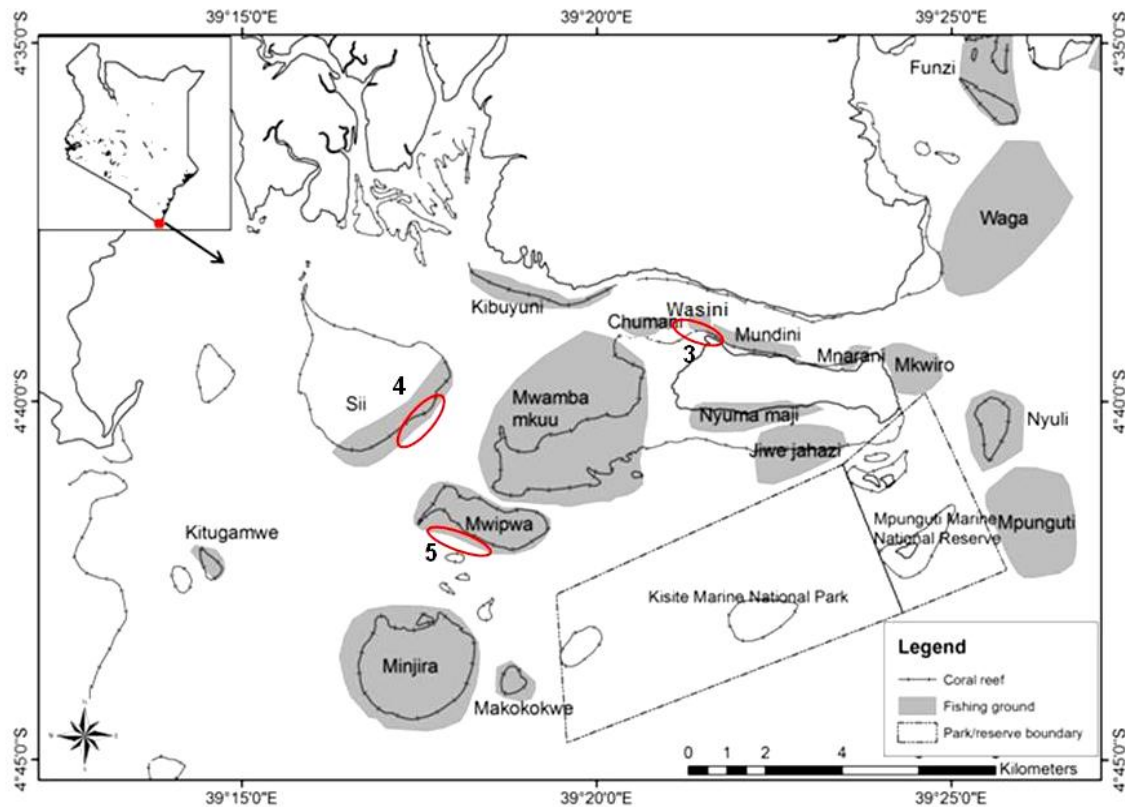 39°15'0"E
39°20'0"E
39°25'0"E
4°35'0"S
4°35'0"S
Funzi
Waga
Kibuyuni
Wasini
Chumani
Mundini
3
Mnarani
Mkwiro
4
Sii
Mwamba
mkuu
4°40'0"S
4°40'0"S
Nyuma maji
Nyuli
Jiwe jahazi
Mwipwa
Mpunguti Marine
National Reserve
Mpunguti
Kitugamwe
5
Kisite Marine National Park
Minjira
Makokokwe
Legend
Coral reef
Fishing ground
Park/reserve boundary
4°45'0"S
4°45'0"S
0 1 2 4 6 8
Kilometers
39°15'0"E
39°20'0"E
39°25'0"E